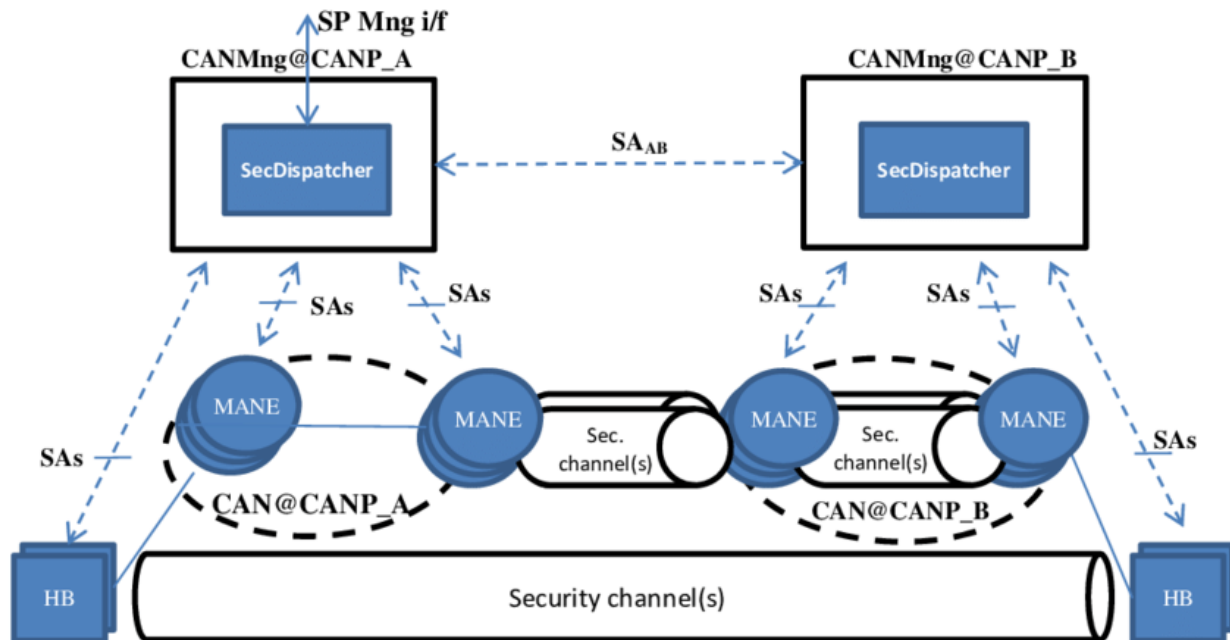 SP Mng i/f
CANMng@CANP_A
CANMng@CANP_B
SecDispatcher
SA_AB
SecDispatcher
SAs
SAs
SAs
SAs
MANE
MANE
Sec.
channel(s)
MANE
Sec.
channel(s)
MANE
SAs
SAs
CAN@CANP_A
CAN@CANP_B
HB
Security channel(s)
HB